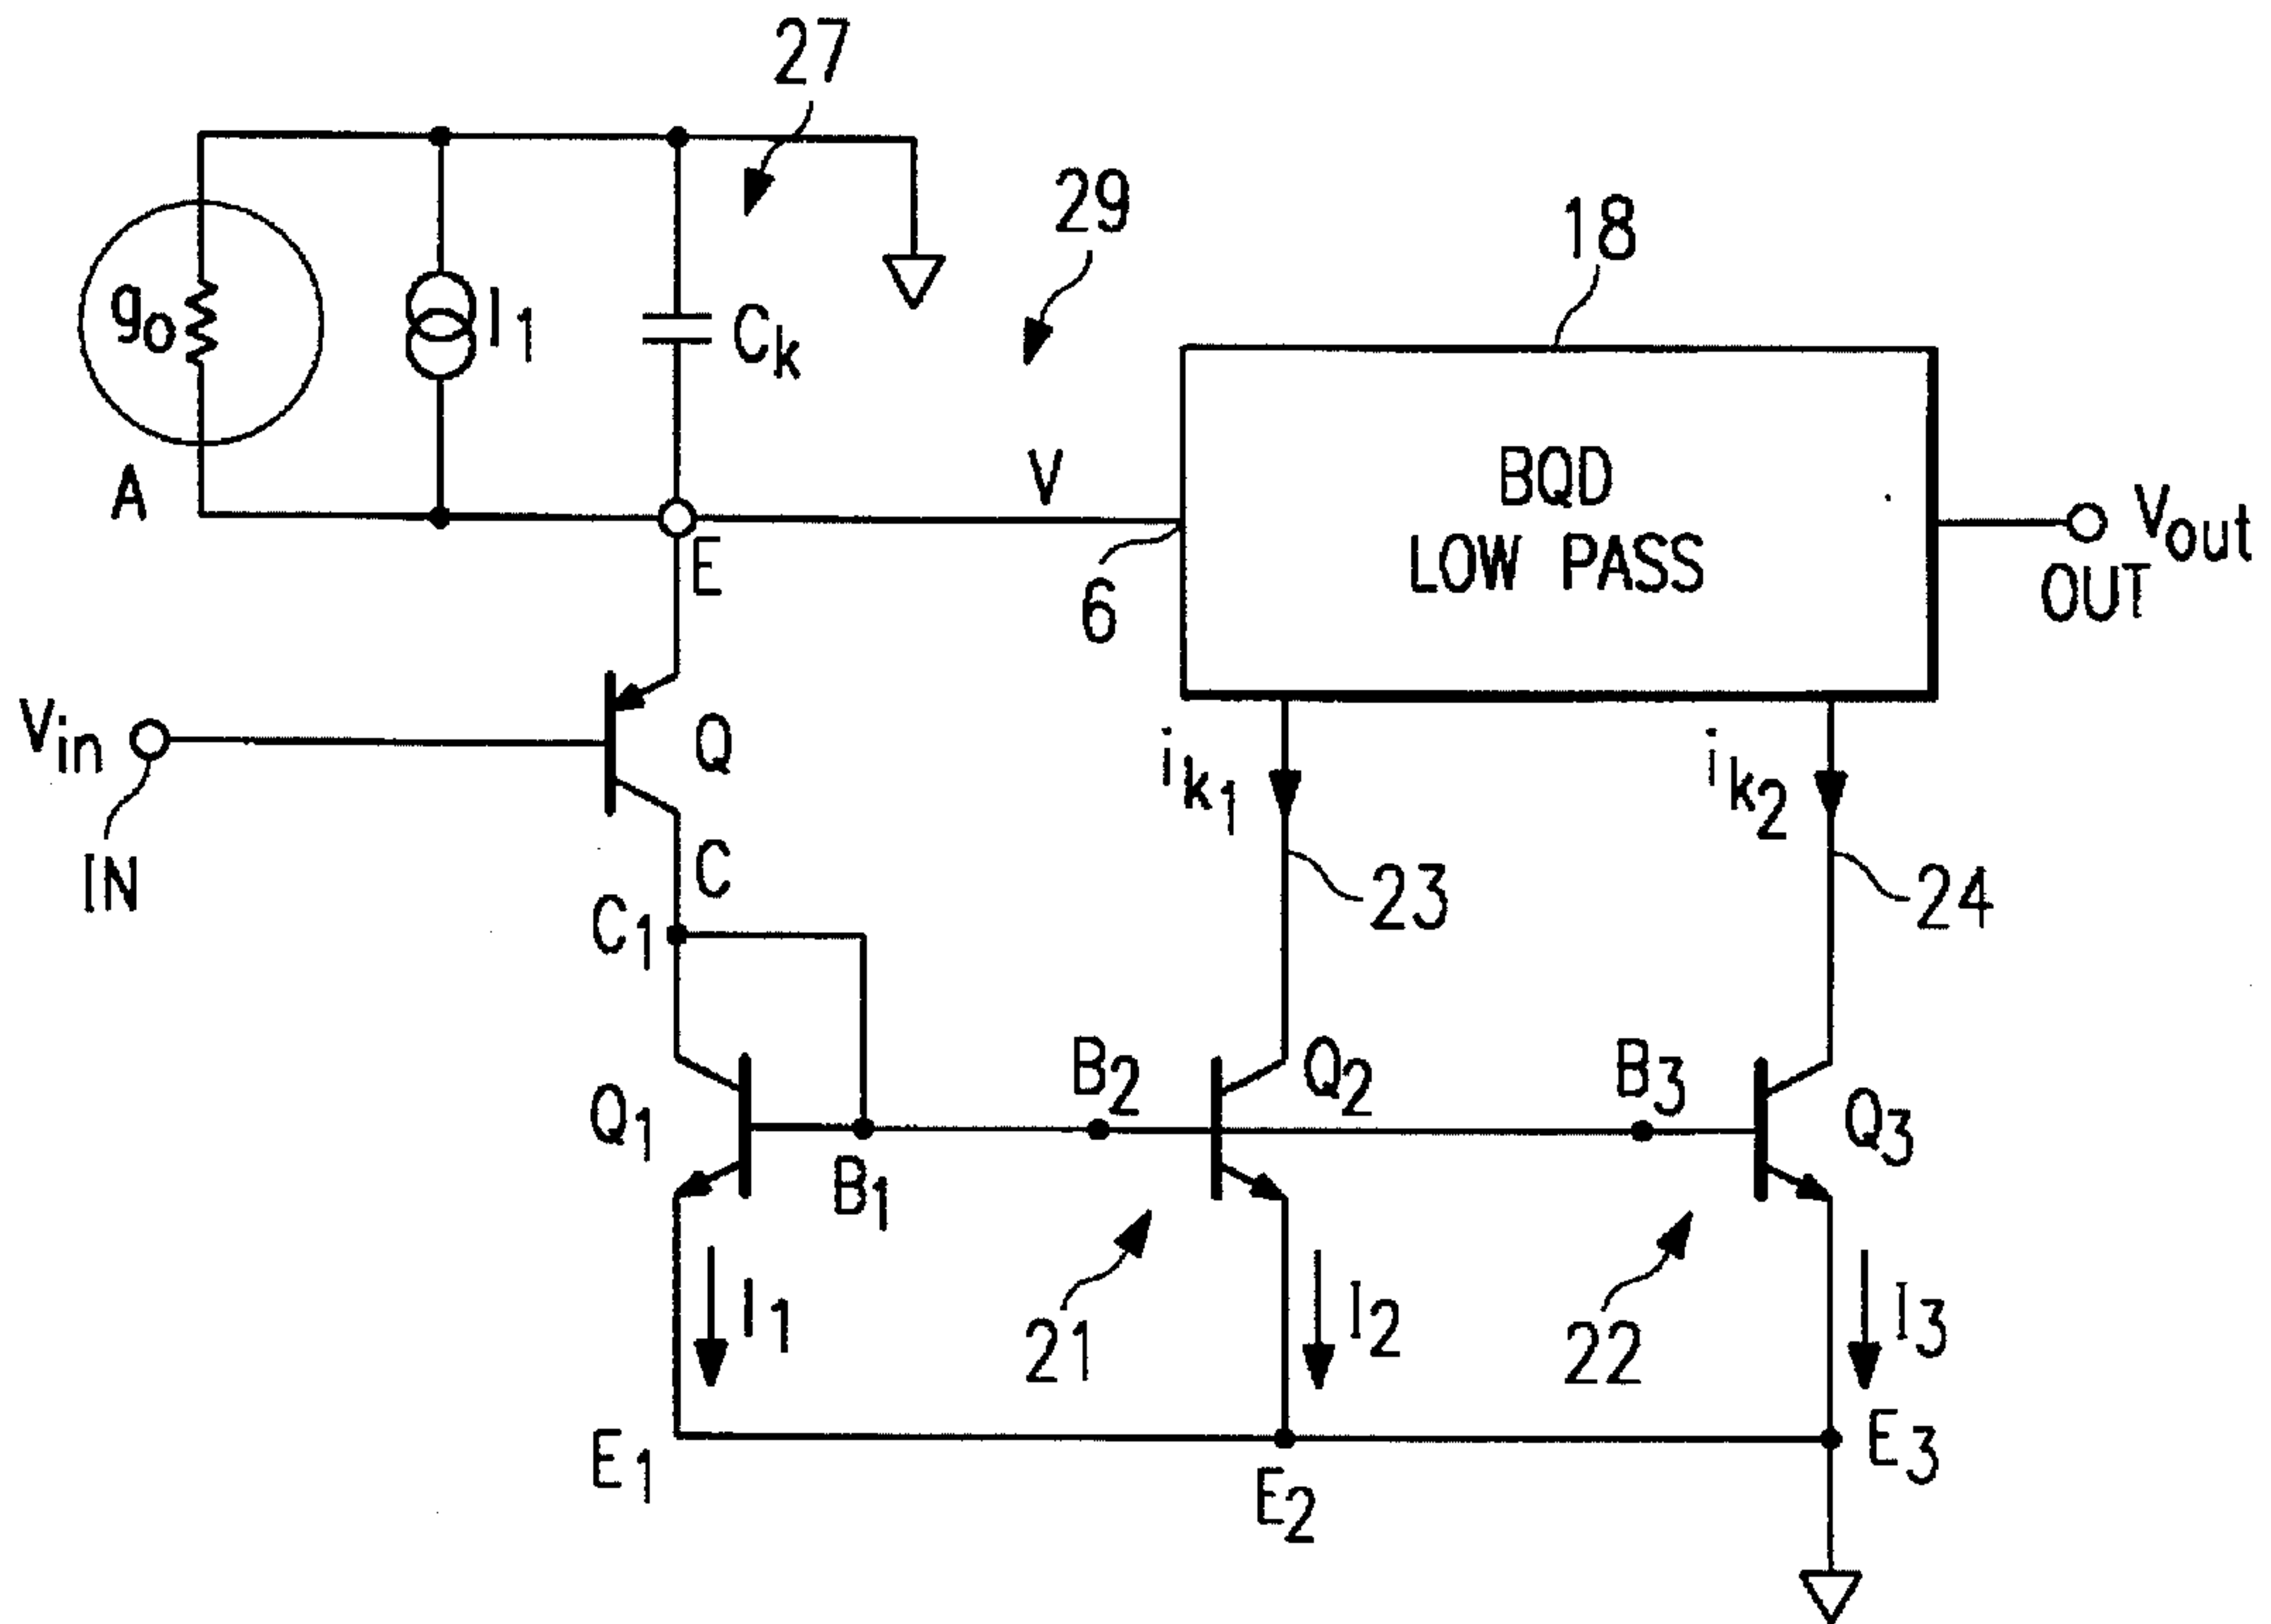 27
29
18
g0
I1
Ck
A
V
BQD
LOW PASS
Vout
OUT
E
6
Vin
Q
ik1
ik2
IN
C
23
24
C1
Q1
B1
B2
Q2
B3
Q3
I1
21
I2
22
I3
E1
E2
E3